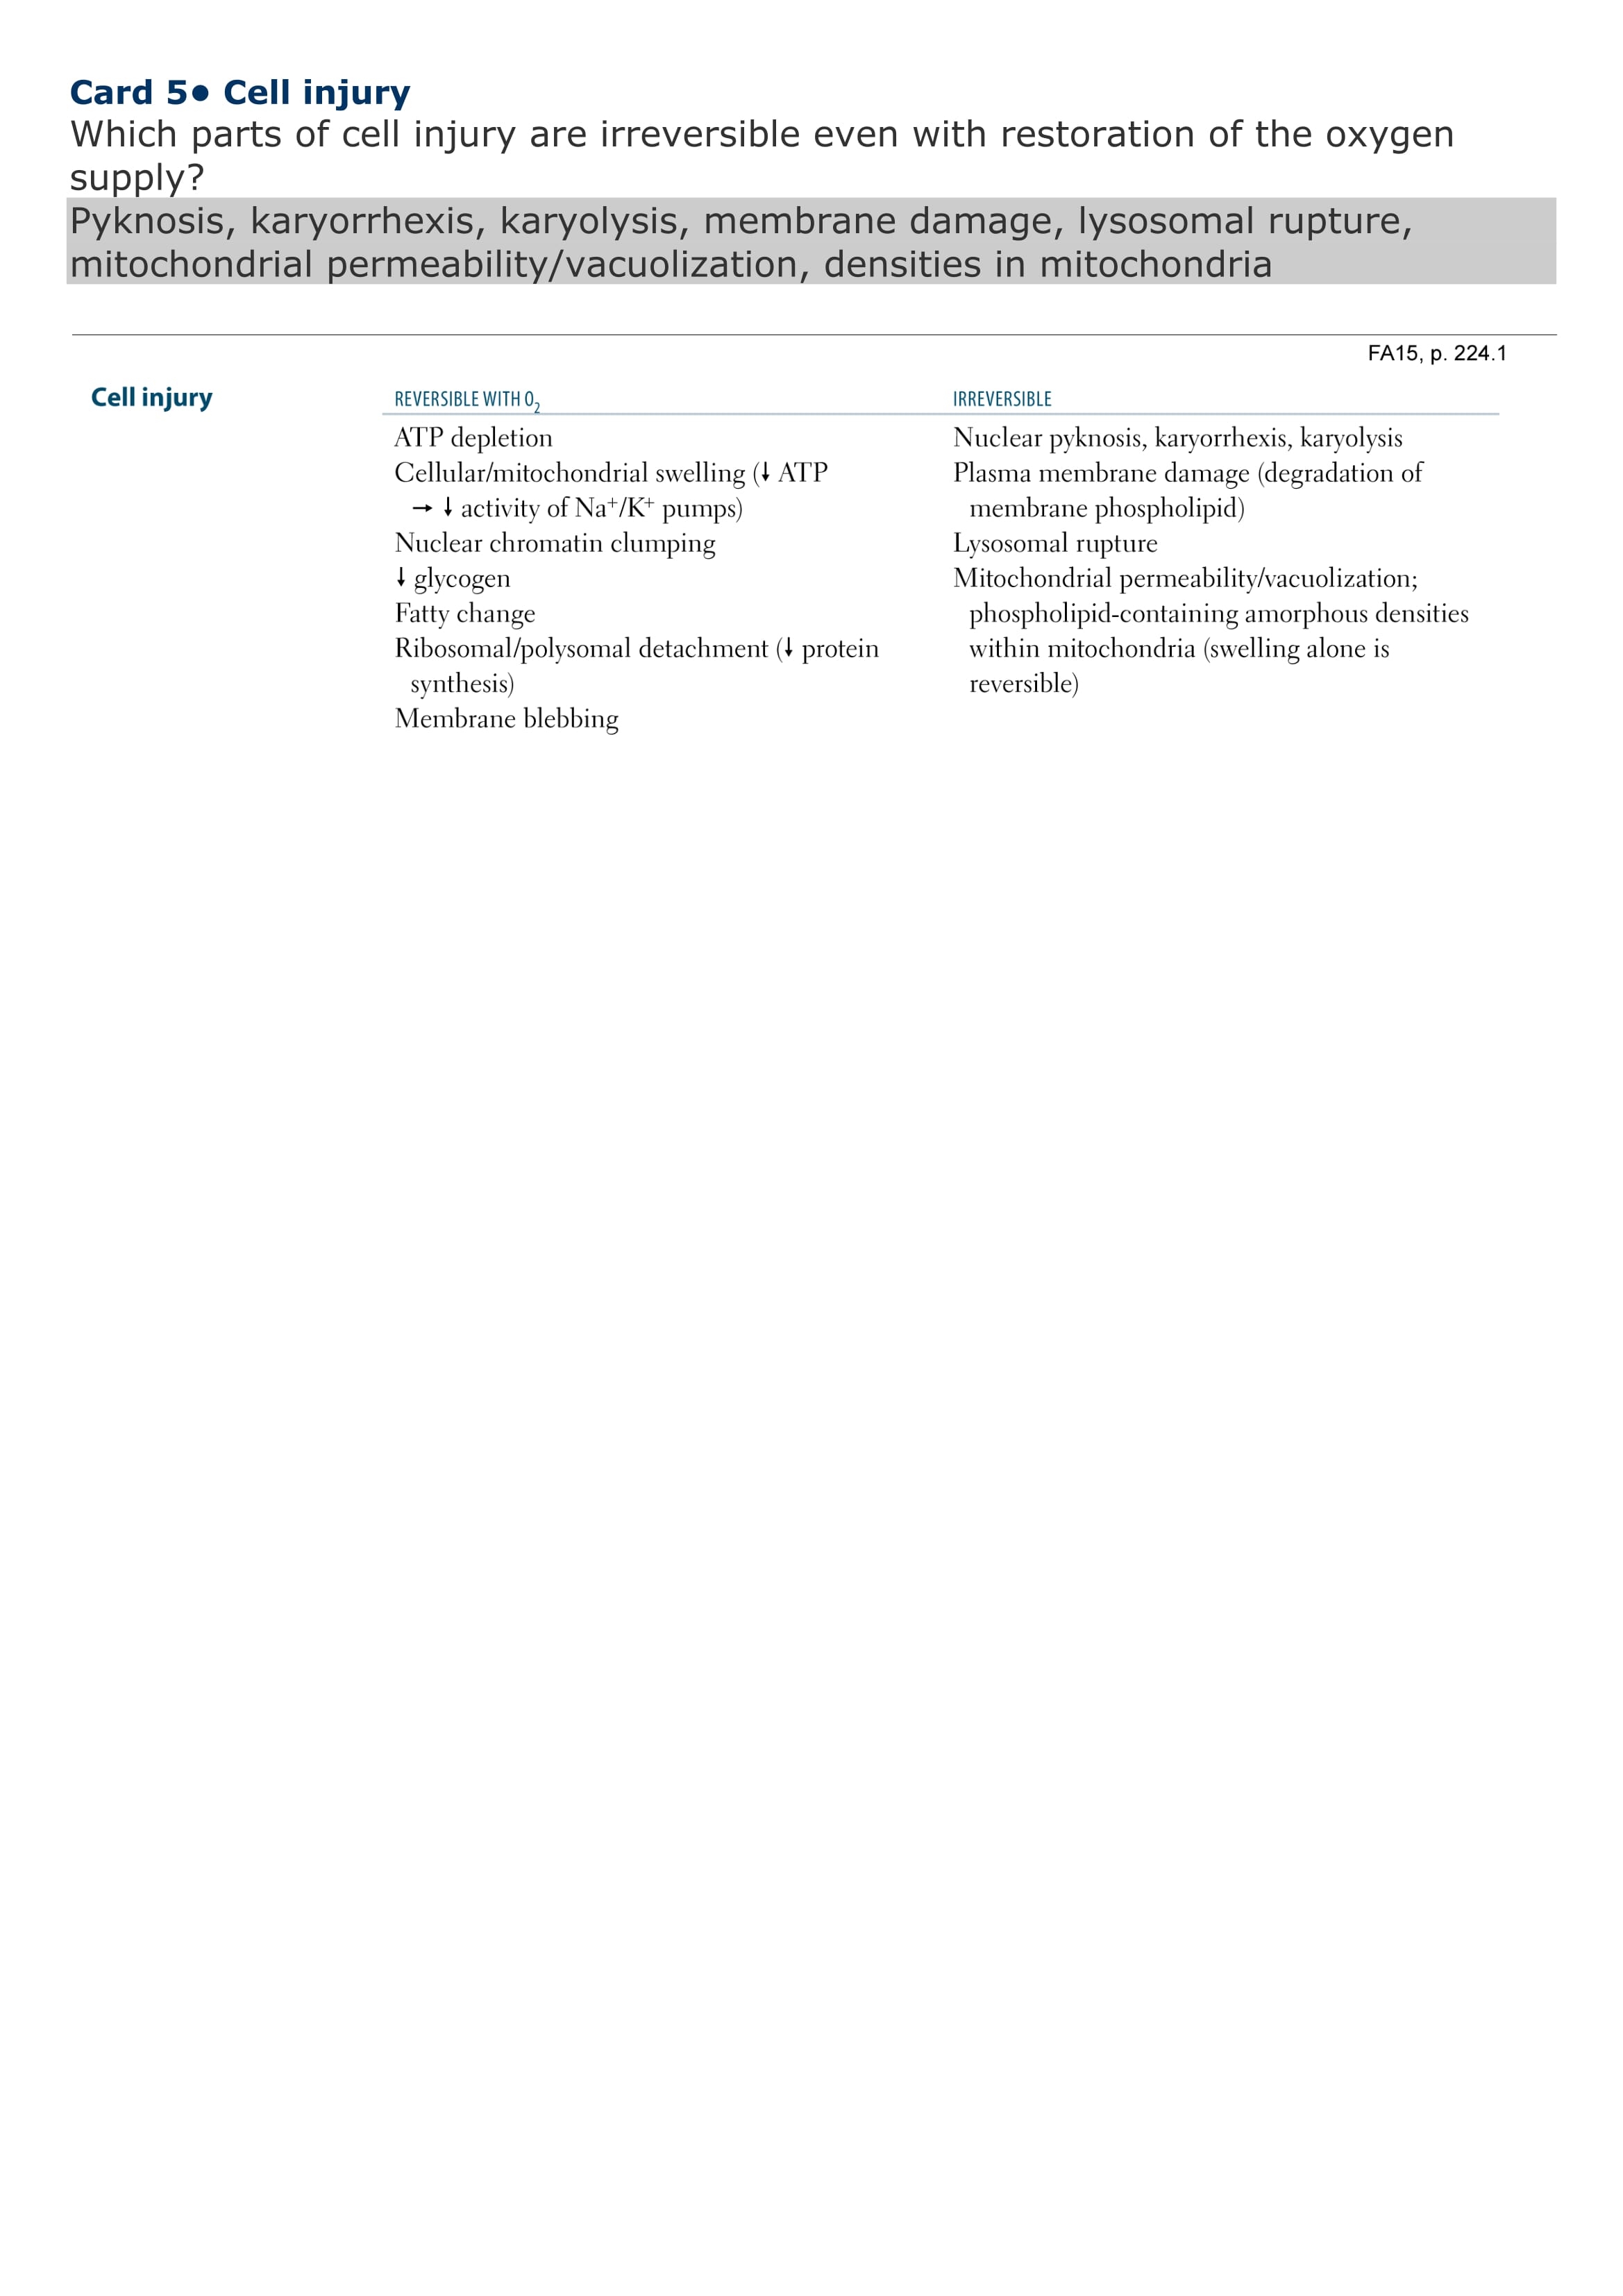 Card 5● Cell injury
Which parts of cell injury are irreversible even with restoration of the oxygen
supply?
Pyknosis, karyorrhexis, karyolysis, membrane damage, lysosomal rupture,
mitochondrial permeability/vacuolization, densities in mitochondria
FA15, p. 224.1
Cell injury
REVERSIBLE WITH O₂
ATP depletion
Cellular/mitochondrial swelling (↓ ATP
→ ↓ activity of Na⁺/K⁺ pumps)
Nuclear chromatin clumping
↓ glycogen
Fatty change
Ribosomal/polysomal detachment (↓ protein
synthesis)
Membrane blebbing
IRREVERSIBLE
Nuclear pyknosis, karyorrhexis, karyolysis
Plasma membrane damage (degradation of
membrane phospholipid)
Lysosomal rupture
Mitochondrial permeability/vacuolization;
phospholipid-containing amorphous densities
within mitochondria (swelling alone is
reversible)